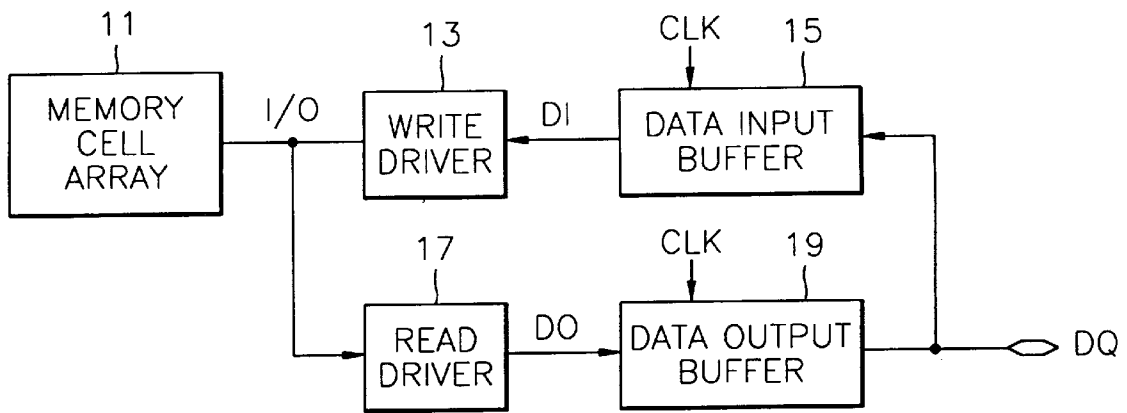 11
13
CLK
15
MEMORY
CELL
ARRAY
I/O
WRITE
DRIVER
DI
DATA INPUT
BUFFER
17
CLK
19
READ
DRIVER
DO
DATA OUTPUT
BUFFER
DQ